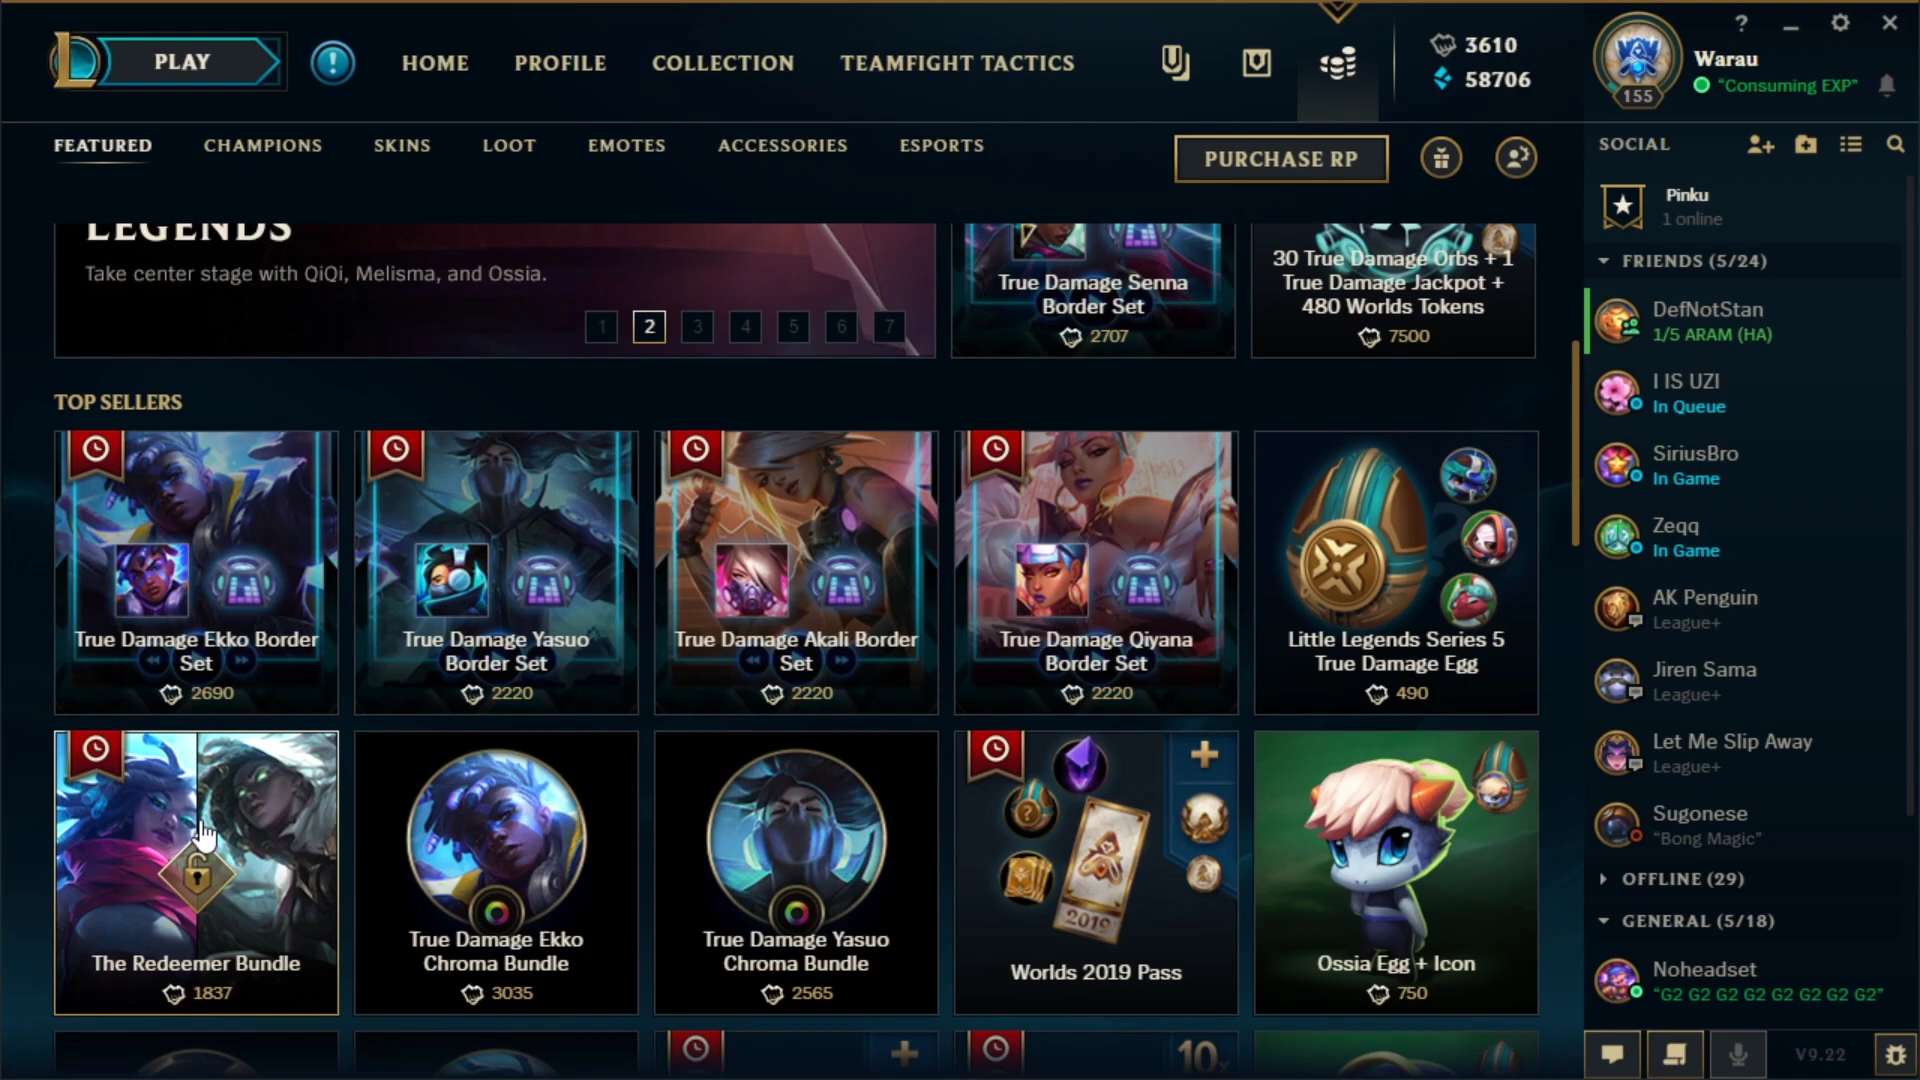 PLAY
HOME
PROFILE
COLLECTION
TEAMFIGHT TACTICS
3610
58706
155
Warau
"Consuming EXP"
FEATURED
CHAMPIONS
SKINS
LOOT
EMOTES
ACCESSORIES
ESPORTS
PURCHASE RP
LEGENDS
Take center stage with QiQi, Melisma, and Ossia.
1 2 3 4 5 6 7
True Damage Senna
Border Set
2707
30 True Damage Orbs + 1
True Damage Jackpot +
480 Worlds Tokens
7500
TOP SELLERS
True Damage Ekko Border
Set
2690
True Damage Yasuo
Border Set
2220
True Damage Akali Border
Set
2220
True Damage Qiyana
Border Set
2220
Little Legends Series 5
True Damage Egg
490
The Redeemer Bundle
1837
True Damage Ekko
Chroma Bundle
3035
True Damage Yasuo
Chroma Bundle
2565
2019
Worlds 2019 Pass
Ossia Egg + Icon
750
10x
SOCIAL
Pinku
1 online
FRIENDS (5/24)
DefNotStan
1/5 ARAM (HA)
I IS UZI
In Queue
SiriusBro
In Game
Zeqq
In Game
AK Penguin
League+
Jiren Sama
League+
Let Me Slip Away
League+
Sugonese
"Bong Magic"
OFFLINE (29)
GENERAL (5/18)
Noheadset
"G2 G2 G2 G2 G2 G2 G2 G2"
V9.22